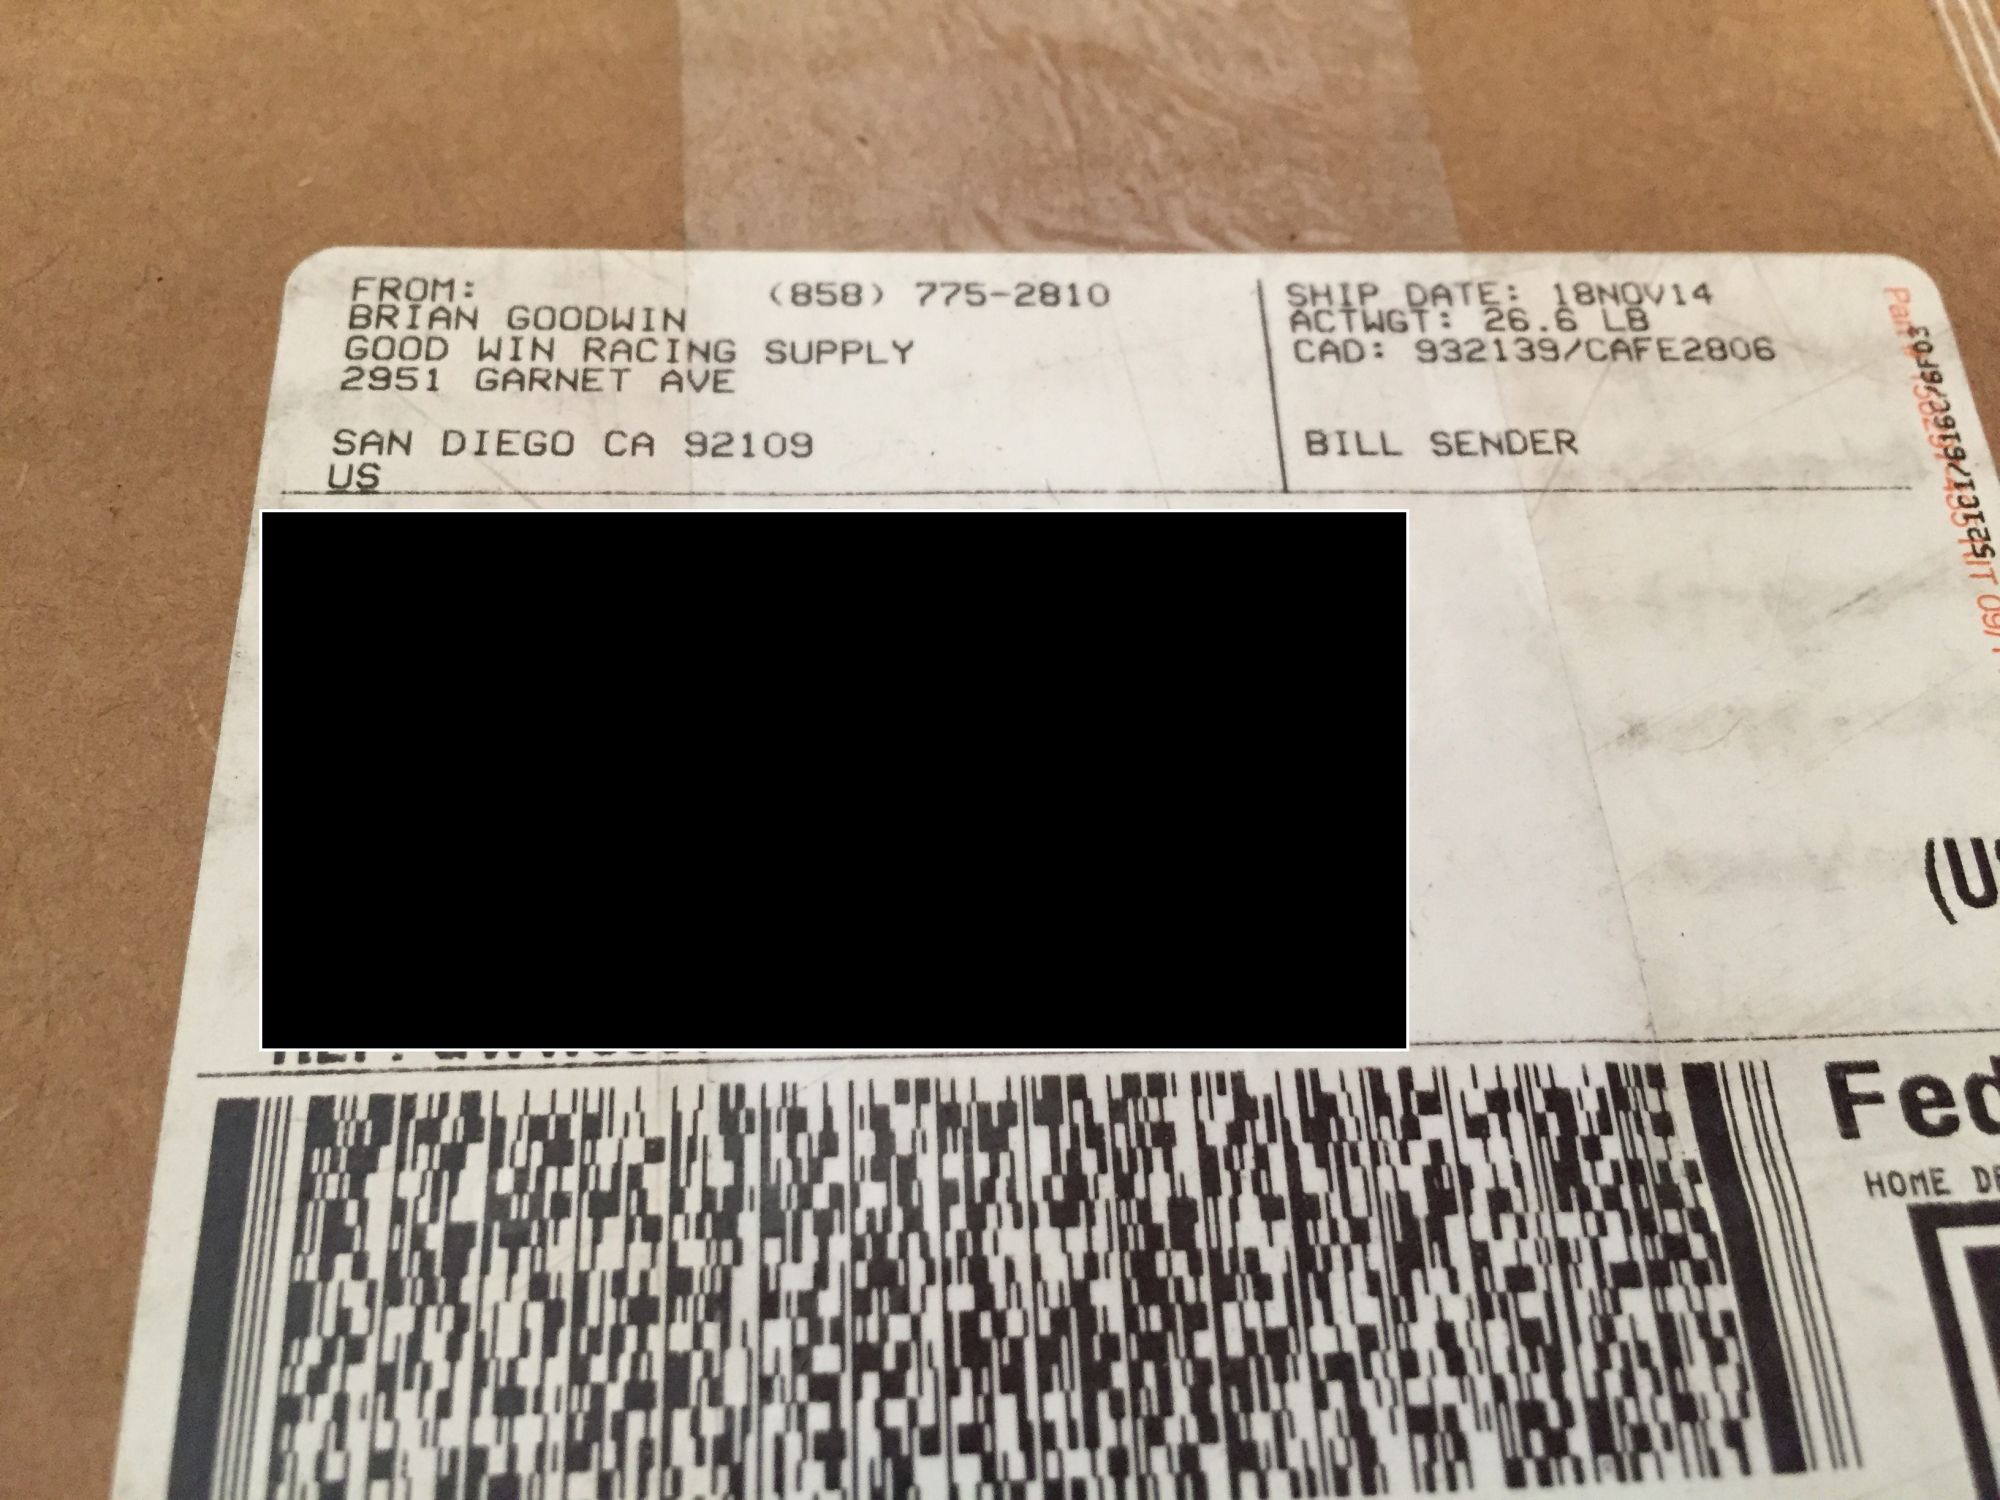 FROM: (858) 775-2810
BRIAN GOODWIN
GOOD WIN RACING SUPPLY
2951 GARNET AVE
SAN DIEGO CA 92109
US
SHIP DATE: 18NOV14
ACTWGT: 26.6 LB
CAD: 932139/CAFE2806
BILL SENDER
(U
Fed
HOME DE